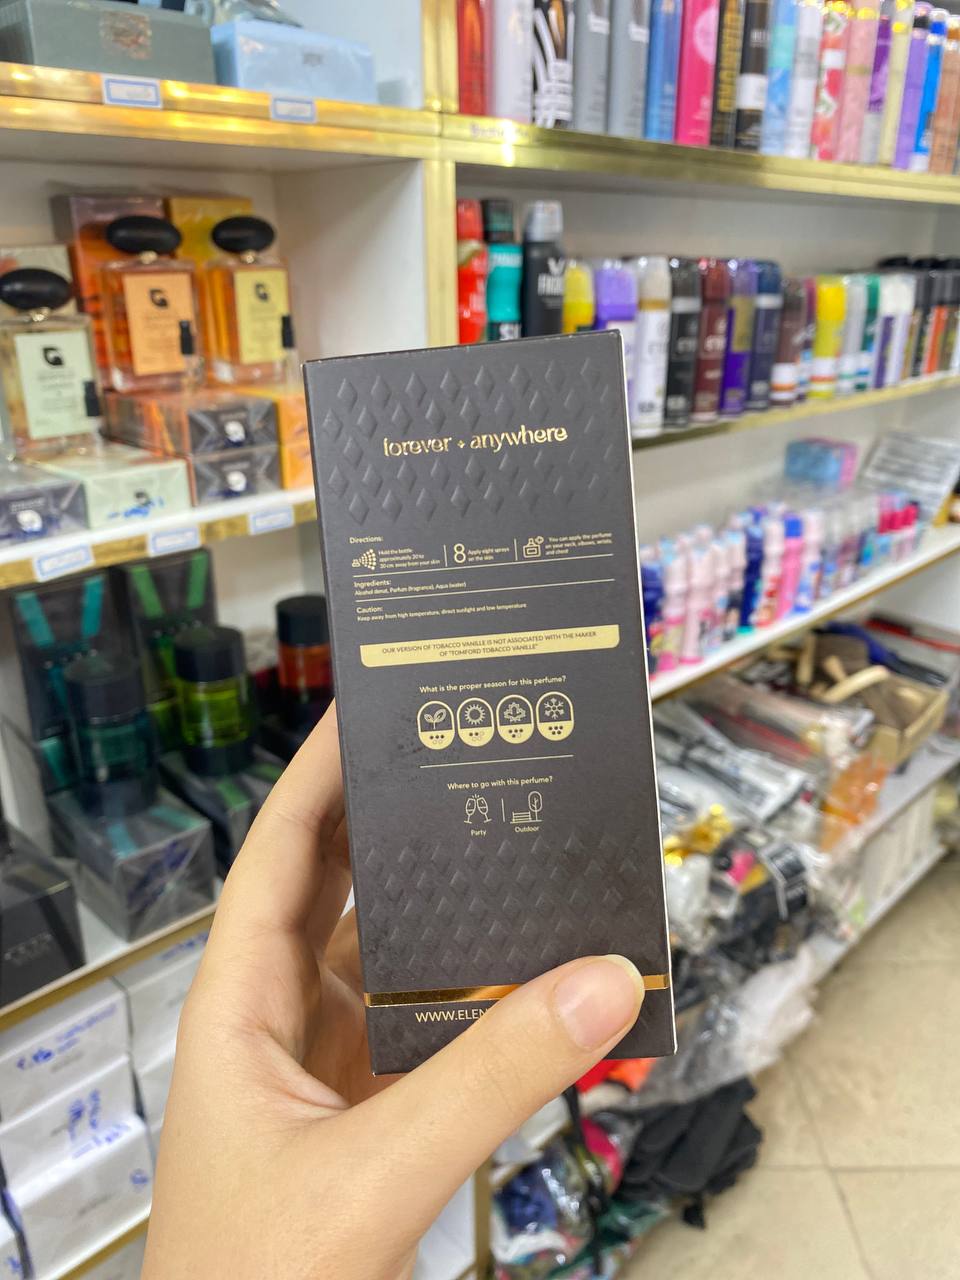 forever + anywhere
Directions:
Hold the bottle
approximately 20 to
30 cm. away from your skin
8 Apply eight sprays
on the skin
You can apply the perfume
on your neck, elbows, wrists,
and chest
Ingredients:
Alcohol denat, Parfum (fragrance), Aqua (water)
Caution:
Keep away from high temperature, direct sunlight and low temperature
OUR VERSION OF TOBACCO VANILLE IS NOT ASSOCIATED WITH THE MAKER
OF "TOMFORD TOBACCO VANILLE"
What is the proper season for this perfume?
Where to go with this perfume?
Party
Outdoor
WWW.ELEN